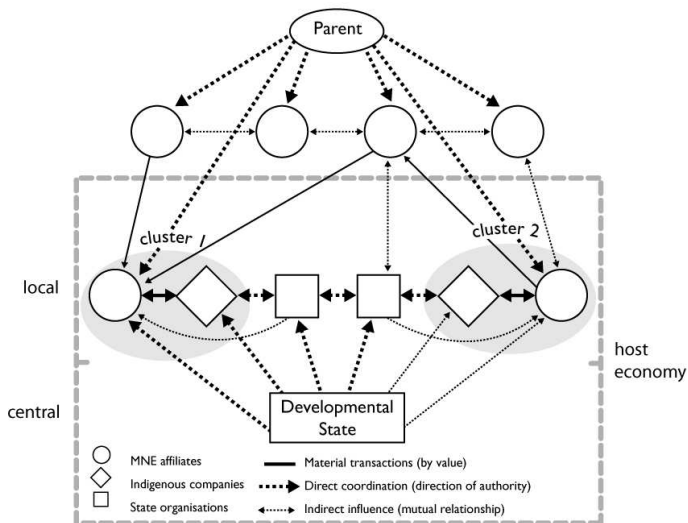 Parent
cluster 1
cluster 2
local
host
economy
central
Developmental
State
MNE affiliates
Material transactions (by value)
Indigenous companies
Direct coordination (direction of authority)
State organisations
Indirect influence (mutual relationship)